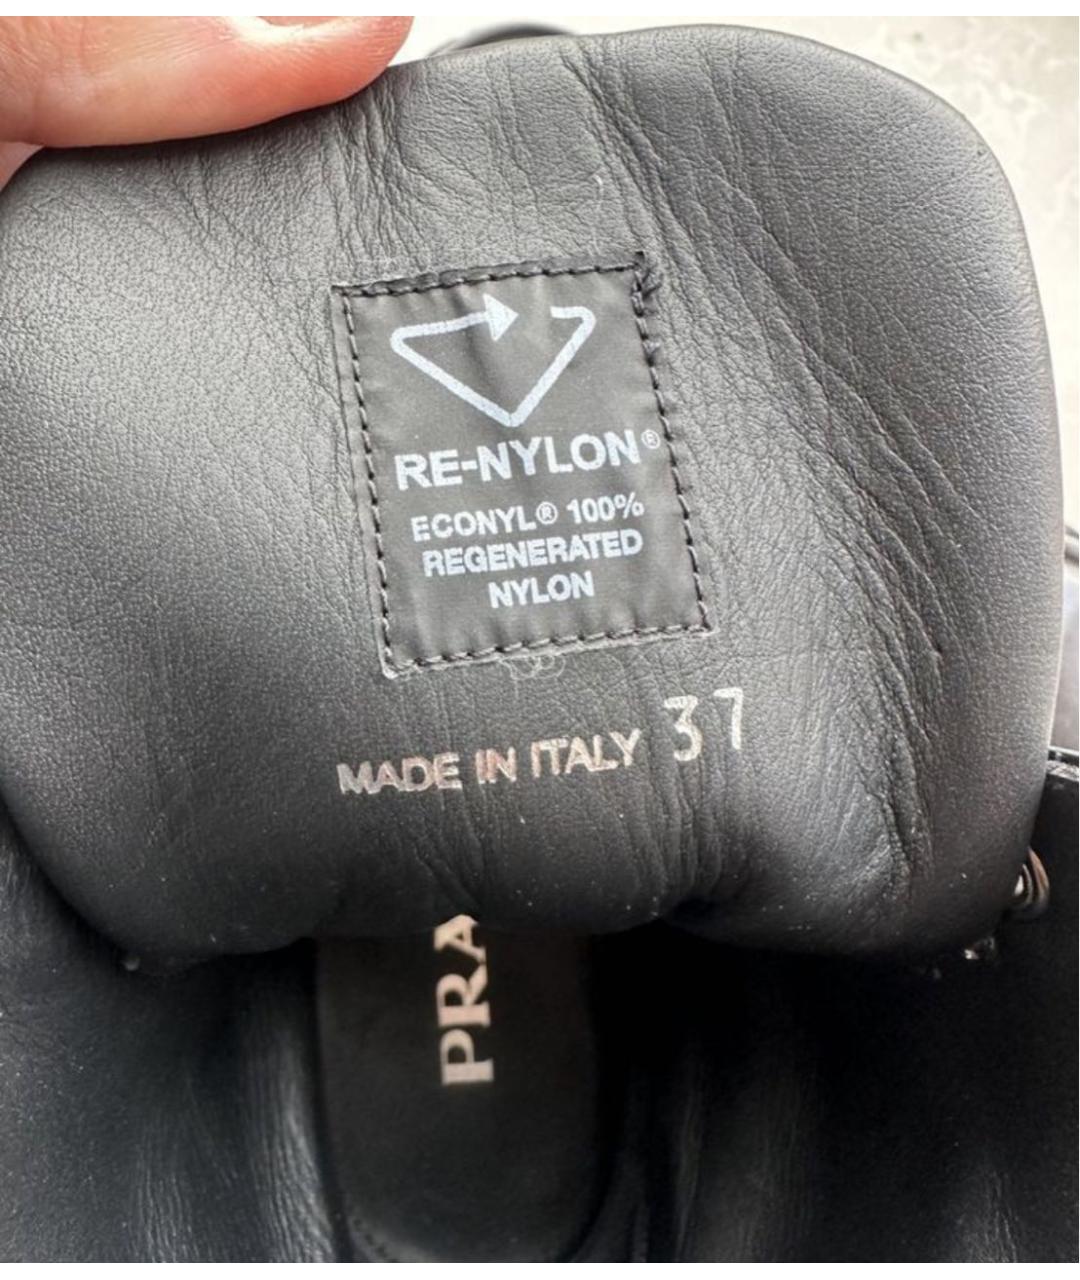 RE-NYLON®
ECONYL® 100%
REGENERATED
NYLON
MADE IN ITALY 37
PRA